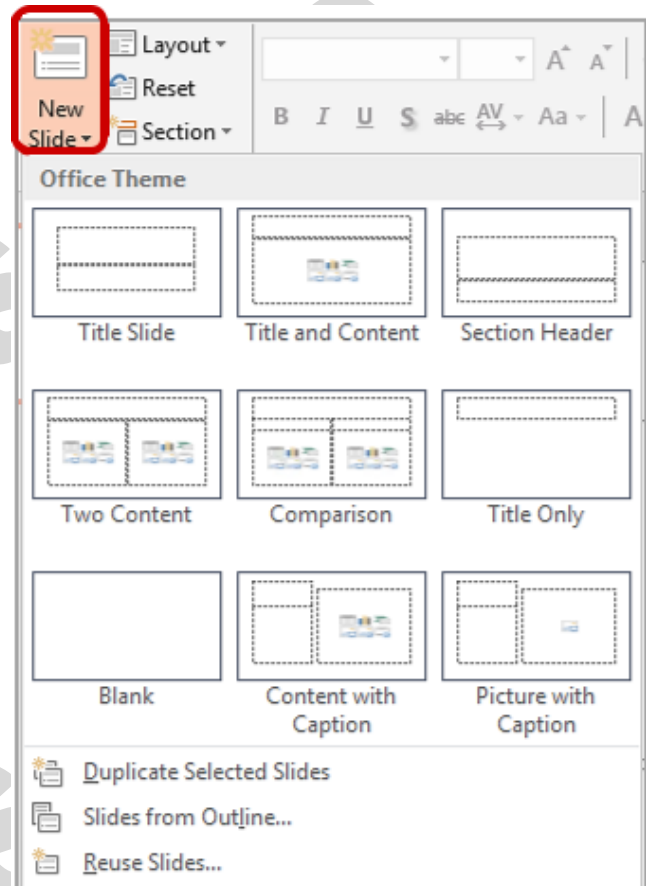 Layout
Reset
New
Slide
Section
A A
B I U S abc AV Aa A
Office Theme
Title Slide Title and Content Section Header
Two Content Comparison Title Only
Blank Content with Caption Picture with Caption
Duplicate Selected Slides
Slides from Outline...
Reuse Slides...